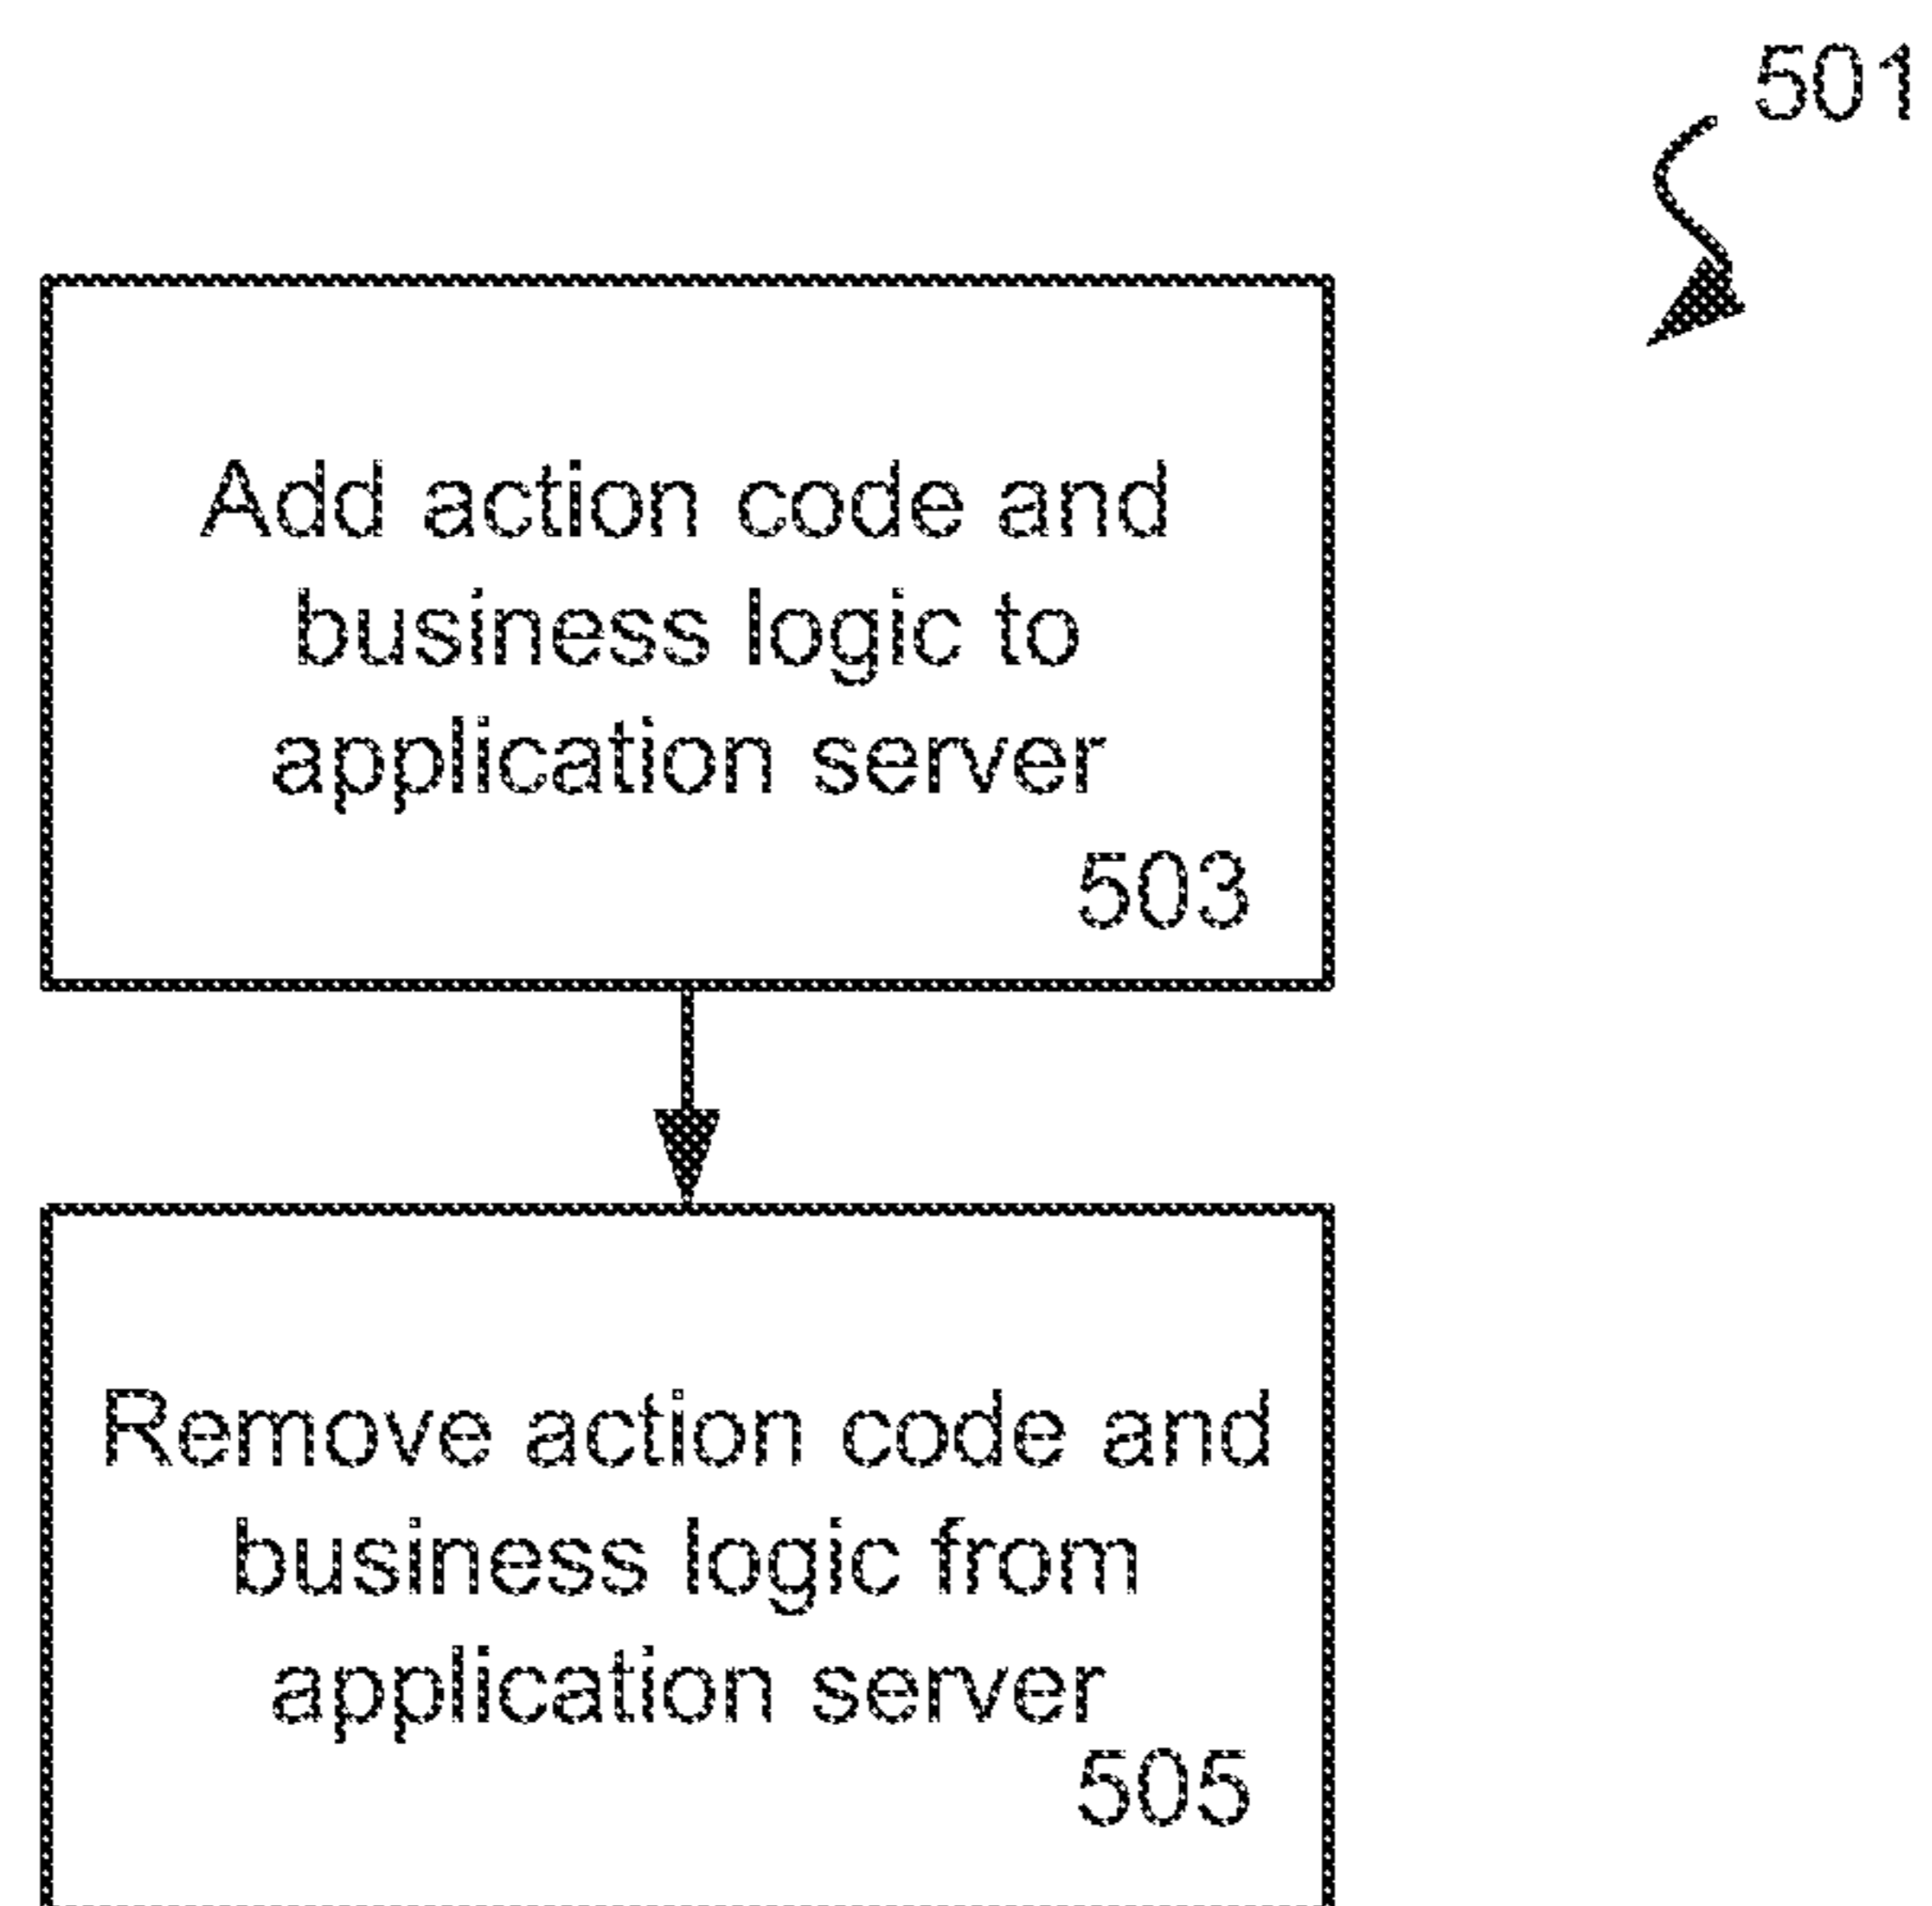 501
Add action code and
business logic to
application server
503
Remove action code and
business logic from
application server
505